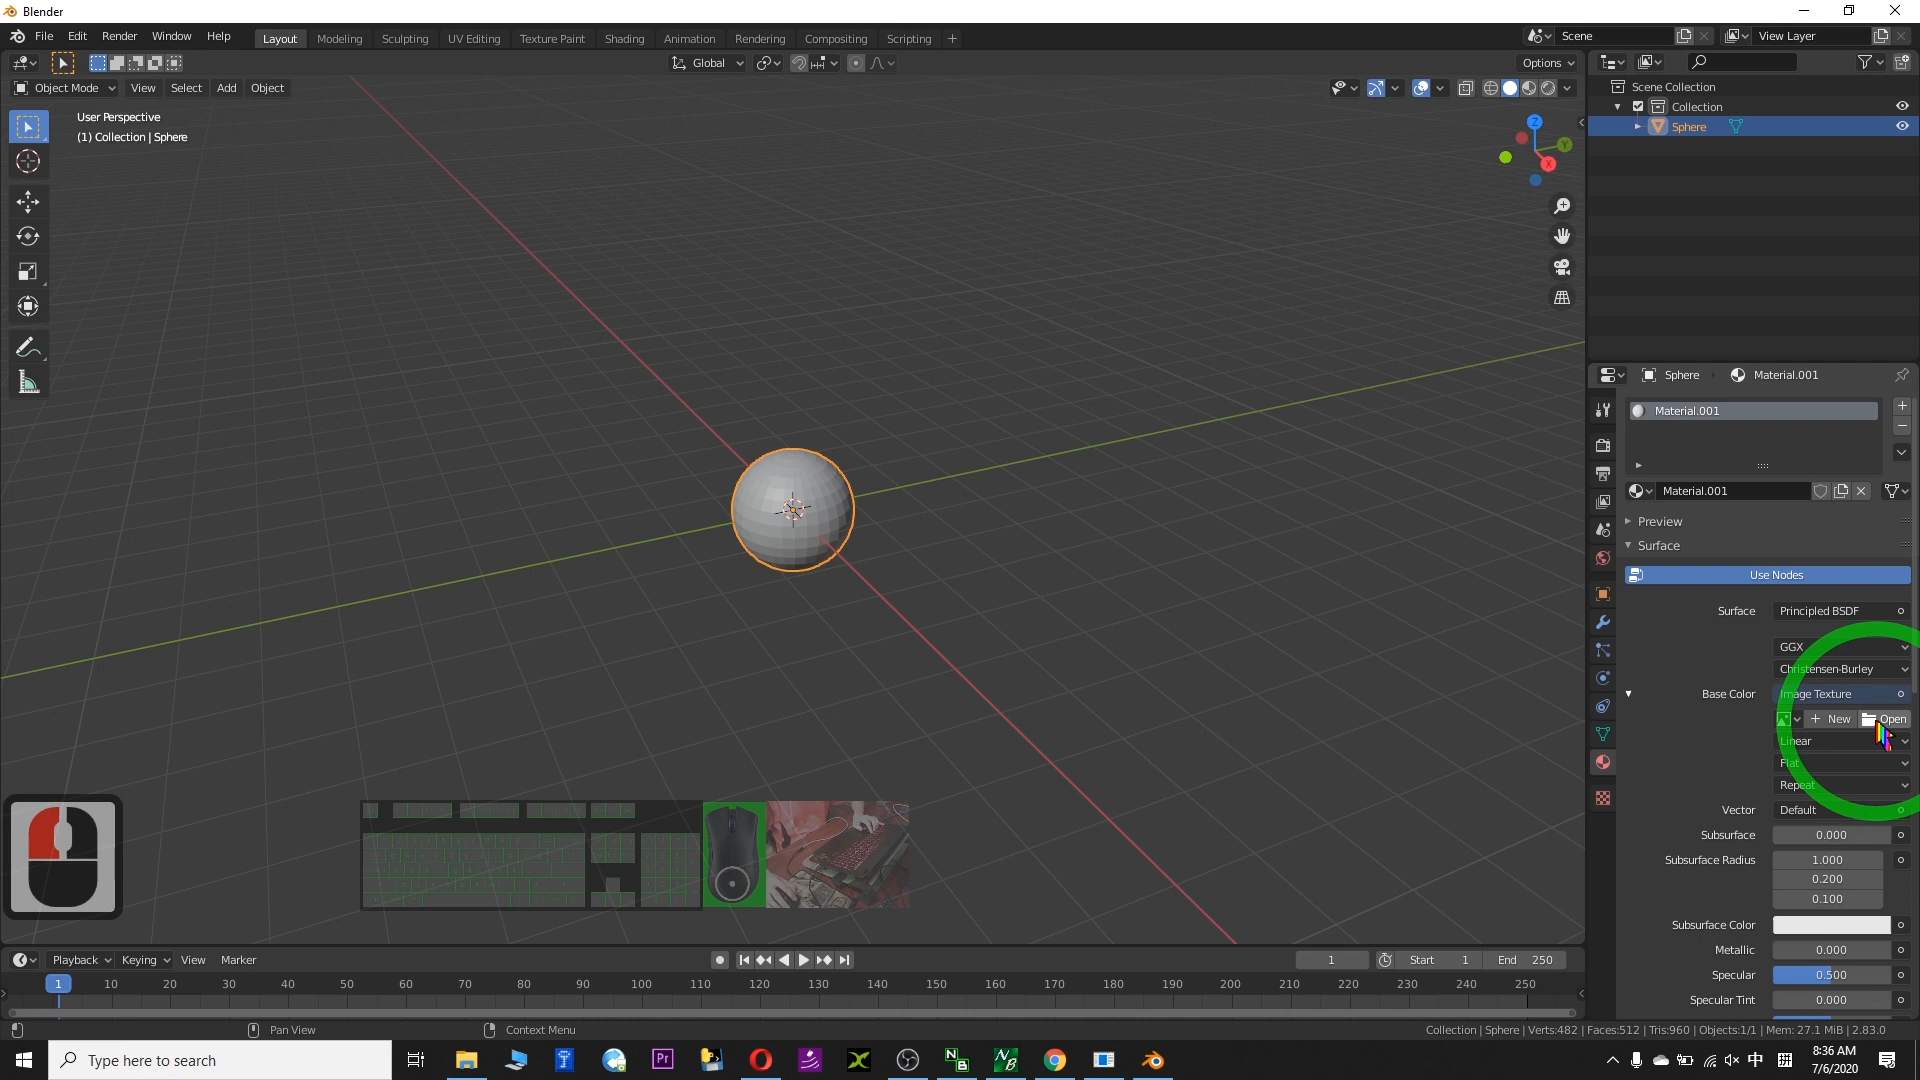 Blender
File Edit Render Window Help Layout Modeling Sculpting UV Editing Texture Paint Shading Animation Rendering Compositing Scripting + Scene View Layer
Global Options
Object Mode View Select Add Object
User Perspective
(1) Collection | Sphere
Z
Y
X
Scene Collection
Collection
Sphere
Sphere Material.001
Material.001
Material.001
Preview
Surface
Use Nodes
Surface Principled BSDF
GGX
Christensen-Burley
Base Color Image Texture
New Open
Linear
Flat
Repeat
Vector Default
Subsurface 0.000
Subsurface Radius 1.000
0.200
0.100
Subsurface Color
Metallic 0.000
Specular 0.500
Specular Tint 0.000
Playback Keying View Marker 1 Start 1 End 250
1 10 20 30 40 50 60 70 80 90 100 110 120 130 140 150 160 170 180 190 200 210 220 230 240 250
Pan View Context Menu Collection | Sphere | Verts:482 | Faces:512 | Tris:960 | Objects:1/1 | Mem: 27.1 MiB | 2.83.0
Type here to search Pr 中 拼 8:36 AM
7/6/2020